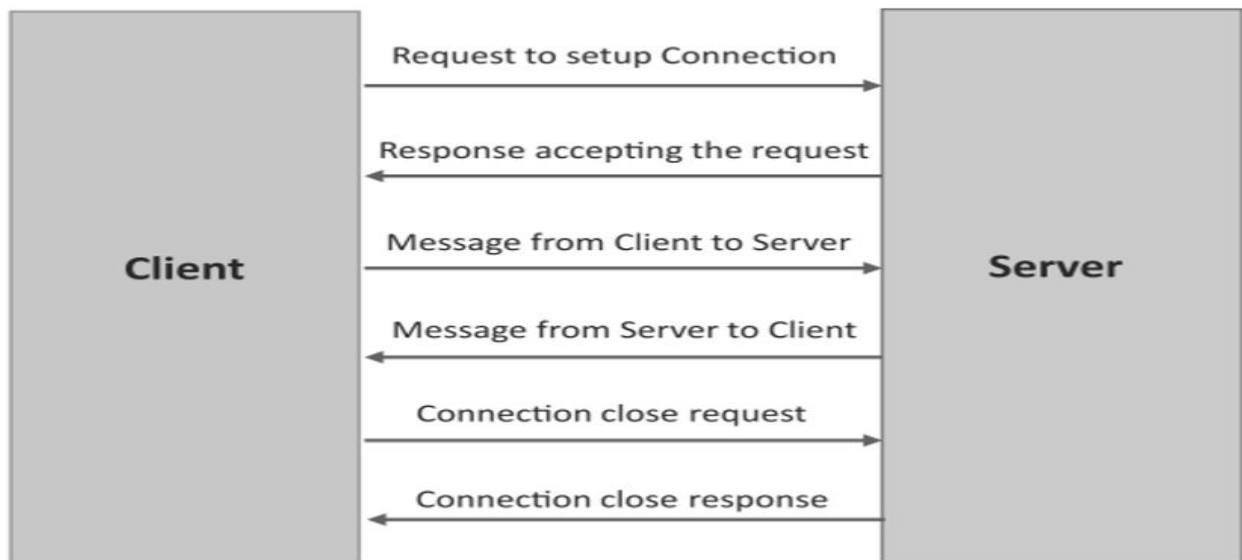 Request to setup Connection
Response accepting the request
Message from Client to Server
Client
Server
Message from Server to Client
Connection close request
Connection close response